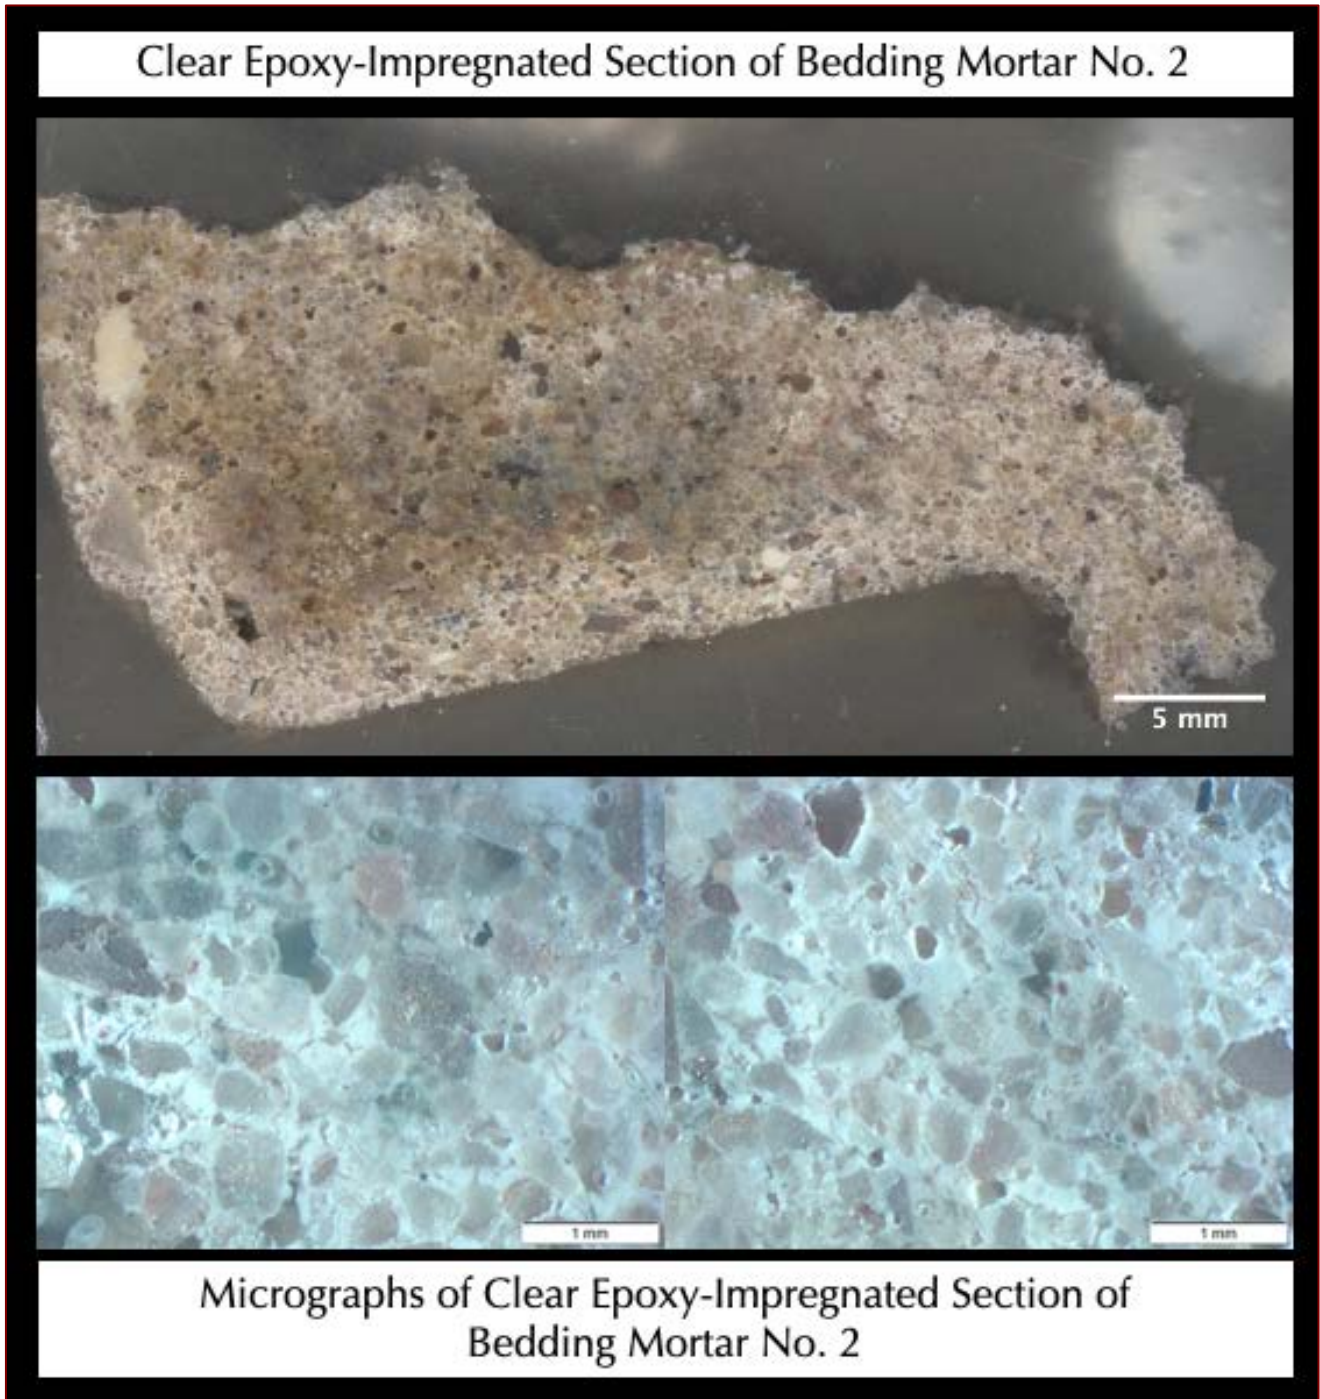 Clear Epoxy-Impregnated Section of Bedding Mortar No. 2
5 mm
1 mm
1 mm
Micrographs of Clear Epoxy-Impregnated Section of
Bedding Mortar No. 2